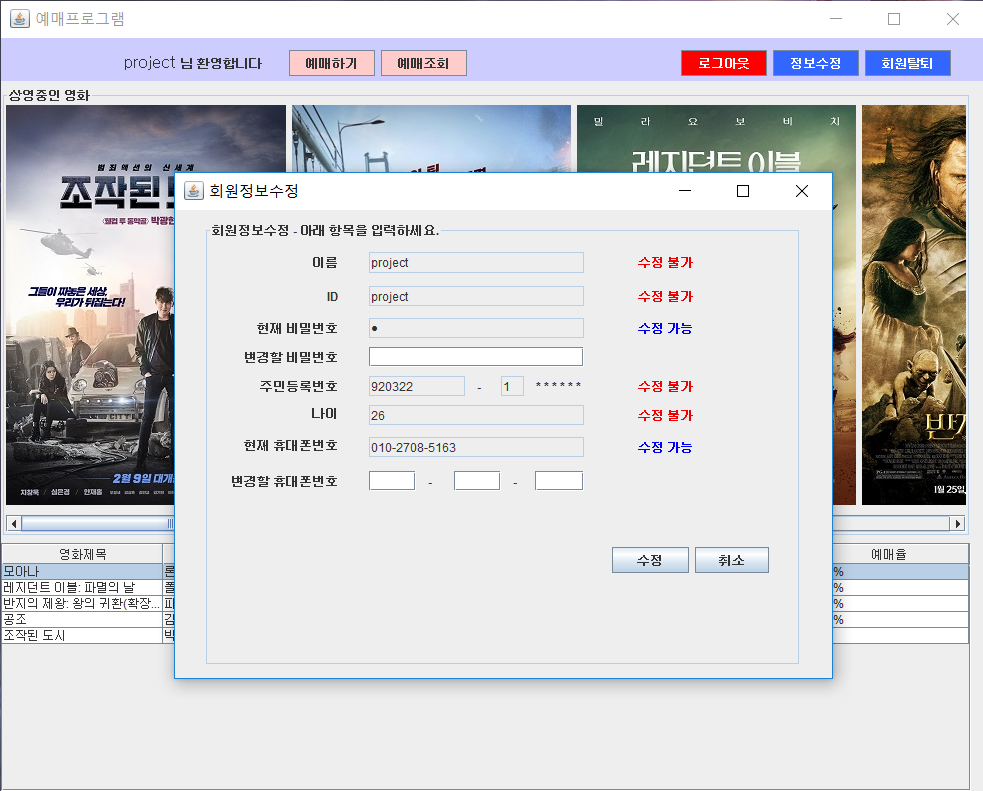 예매프로그램
project 님 환영합니다
예매하기
예매조회
로그아웃
정보수정
회원탈퇴
상영중인 영화
범죄액션의 신세계
조작된
그들이 짜놓은 세상,
우리가 뒤집는다!
2월 9일 대개
지창욱 / 심은경 / 안재홍
밀 라 요 보 비 치
레지던트 이블
반지
1월 25일,
회원정보수정
회원정보수정 - 아래 항목을 입력하세요.
이름 project 수정 불가
ID project 수정 불가
현재 비밀번호 ● 수정 가능
변경할 비밀번호
주민등록번호 920322 - 1 ****** 수정 불가
나이 26 수정 불가
현재 휴대폰번호 010-2708-5163 수정 가능
변경할 휴대폰번호 - -
수정 취소
영화제목 예매율
모아나 론 %
레지던트 이블: 파멸의 날 폴 %
반지의 제왕: 왕의 귀환(확장... 피 %
공조 김 %
조작된 도시 박